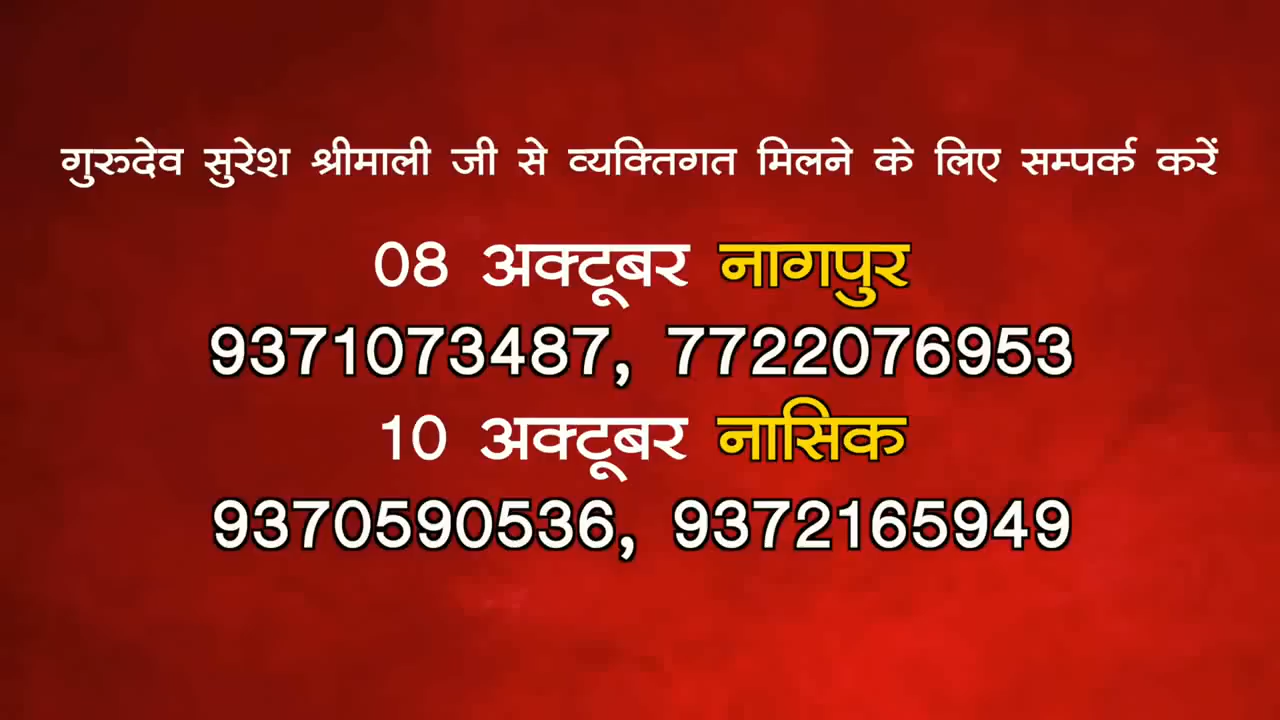 गुरुदेव सुरेश श्रीमाली जी से व्यक्तिगत मिलने के लिए सम्पर्क करें
08 अक्टूबर नागपुर
9371073487, 7722076953
10 अक्टूबर नासिक
9370590536, 9372165949